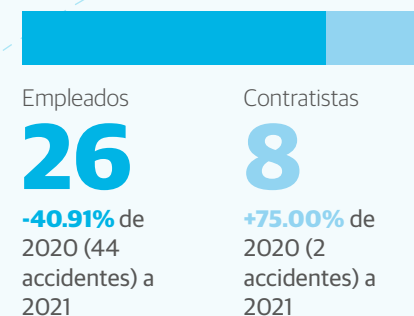 Empleados
26
-40.91% de
2020 (44
accidentes) a
2021
Contratistas
8
+75.00% de
2020 (2
accidentes) a
2021